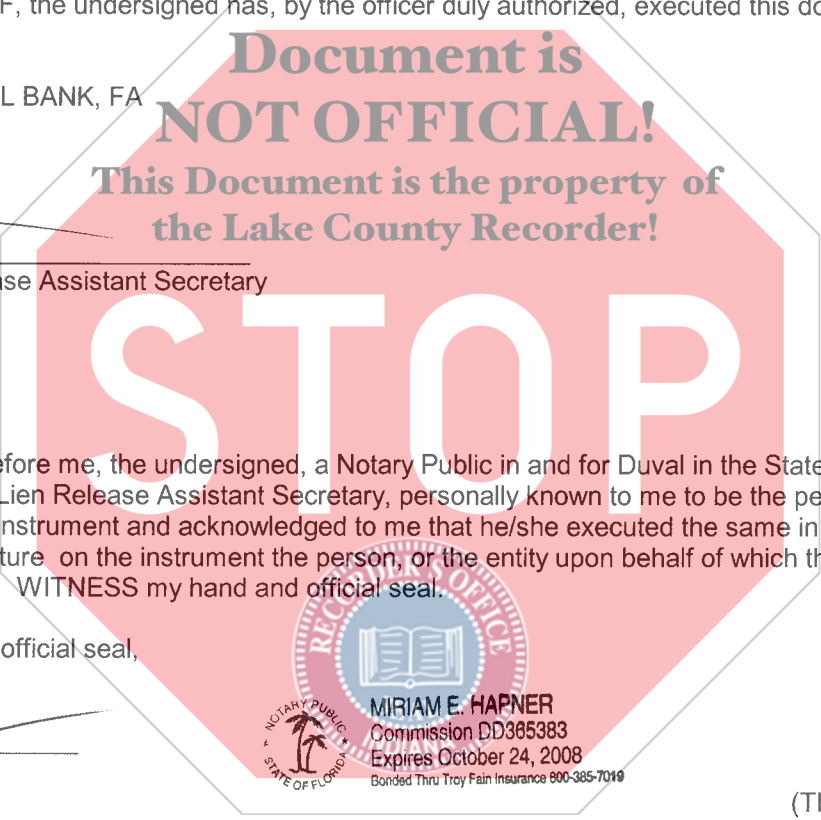 F, the undersigned has, by the officer duly authorized, executed this do
Document is
L BANK, FA
NOT OFFICIAL!
This Document is the property of
the Lake County Recorder!
ase Assistant Secretary
STOP
efore me, the undersigned, a Notary Public in and for Duval in the State
Lien Release Assistant Secretary, personally known to me to be the pe
nstrument and acknowledged to me that he/she executed the same in
ture on the instrument the person, or the entity upon behalf of which th
WITNESS my hand and official seal.
RECORDER'S OFFICE
official seal,
NOTARY PUBLIC
STATE OF FLORIDA
MIRIAM E. HAPNER
Commission DD365383
INDIANA
Expires October 24, 2008
Bonded Thru Troy Fain Insurance 800-385-7019
(TH